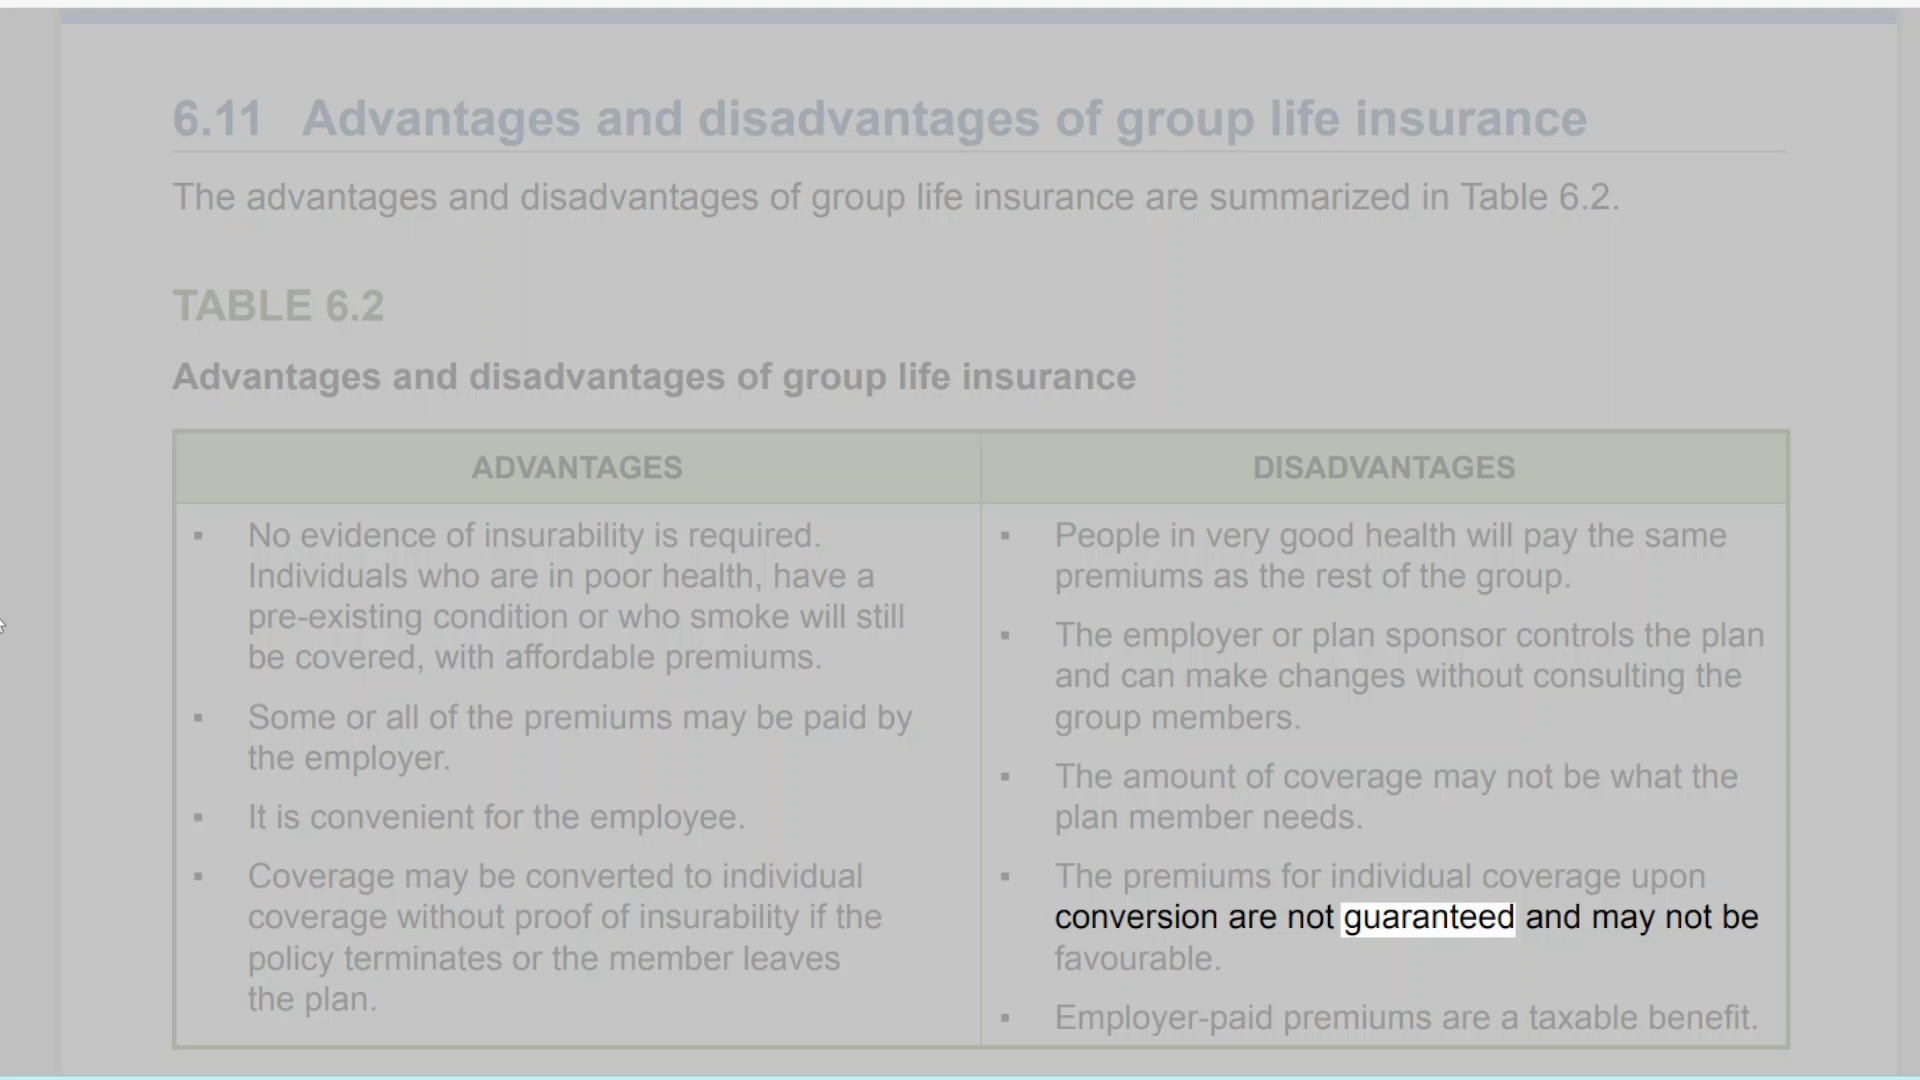 6.11 Advantages and disadvantages of group life insurance
The advantages and disadvantages of group life insurance are summarized in Table 6.2.
TABLE 6.2
Advantages and disadvantages of group life insurance
ADVANTAGES
▪ No evidence of insurability is required.
Individuals who are in poor health, have a
pre-existing condition or who smoke will still
be covered, with affordable premiums.
▪ Some or all of the premiums may be paid by
the employer.
▪ It is convenient for the employee.
▪ Coverage may be converted to individual
coverage without proof of insurability if the
policy terminates or the member leaves
the plan.
DISADVANTAGES
▪ People in very good health will pay the same
premiums as the rest of the group.
▪ The employer or plan sponsor controls the plan
and can make changes without consulting the
group members.
▪ The amount of coverage may not be what the
plan member needs.
▪ The premiums for individual coverage upon
conversion are not guaranteed and may not be
favourable.
▪ Employer-paid premiums are a taxable benefit.